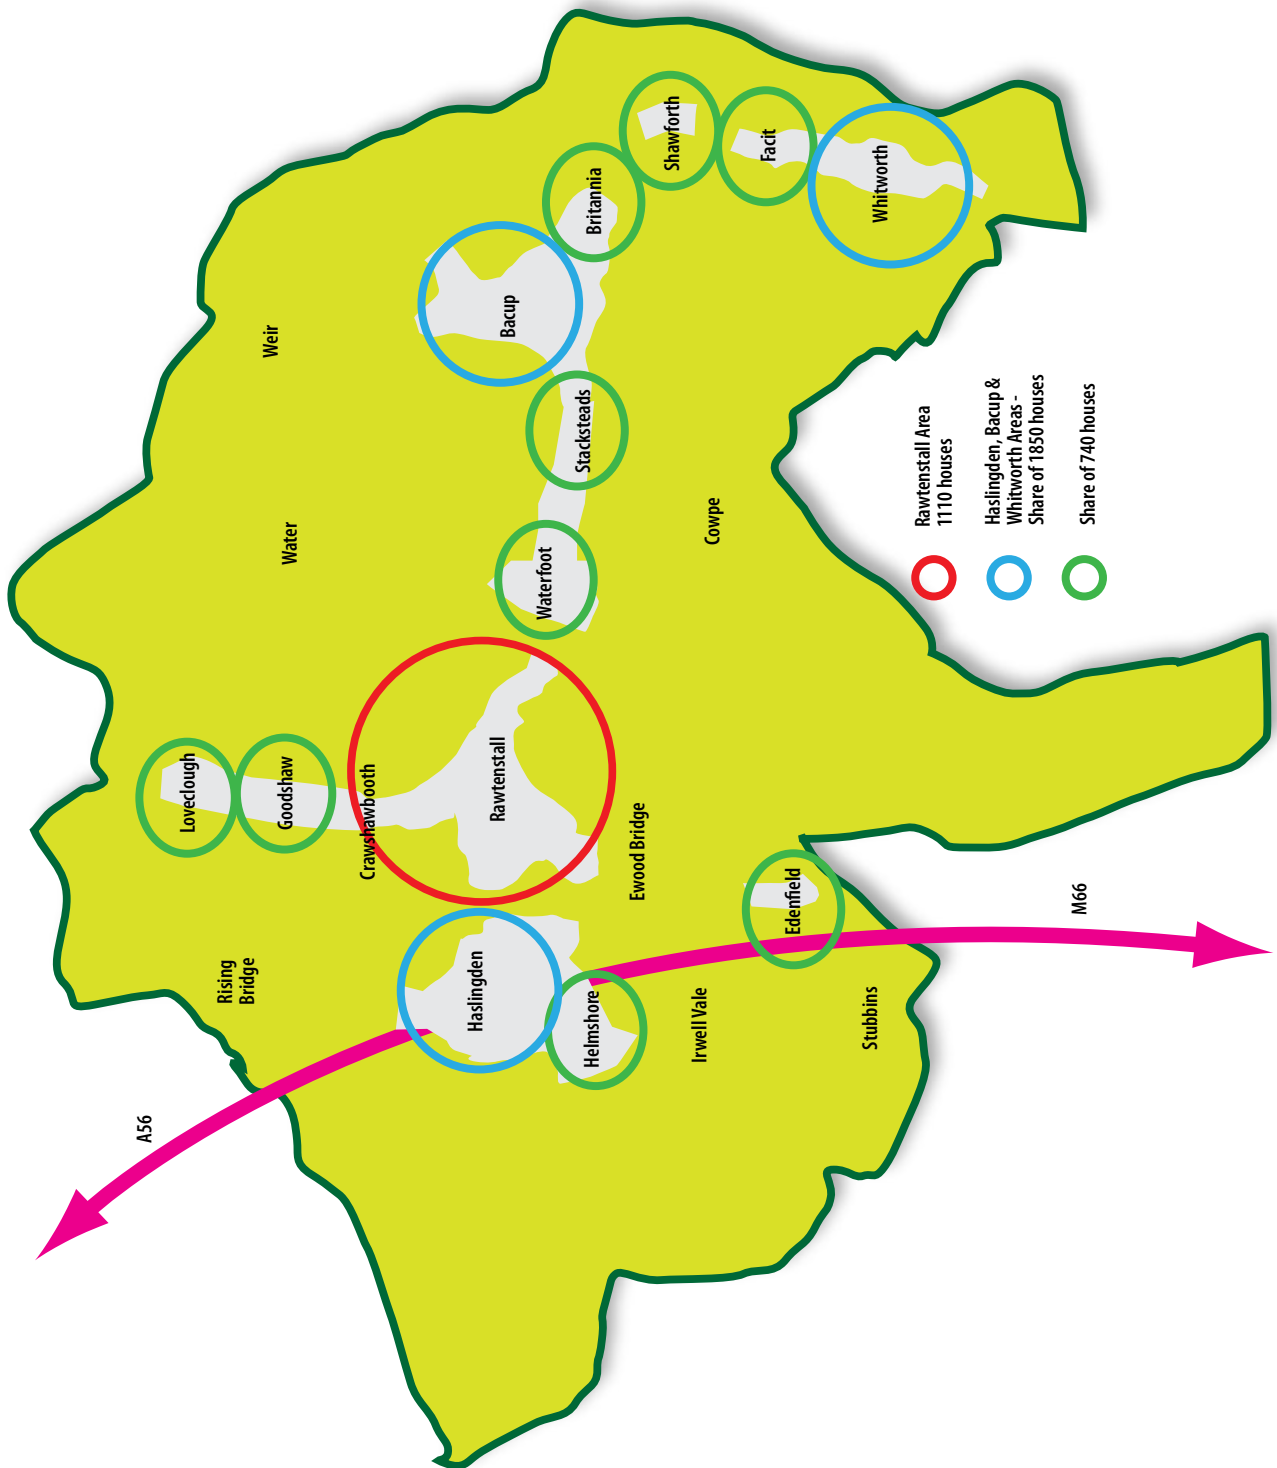 A56
Loveclough
Rising
Bridge
Weir
Goodshaw
Water
Crawshawbooth
Haslingden
Rawtenstall
Bacup
Waterfoot
Stacksteads
Helmshore
Britannia
Ewood Bridge
Shawforth
Irwell Vale
Cowpe
Facit
Edenfield
Stubbins
Whitworth
M66
Rawtenstall Area
1110 houses
Haslingden, Bacup &
Whitworth Areas -
Share of 1850 houses
Share of 740 houses